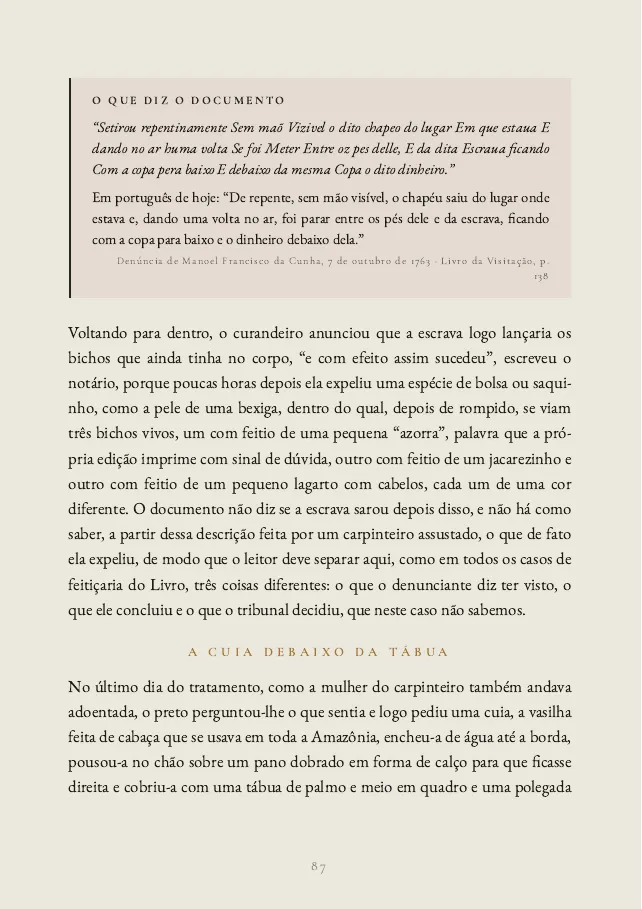 O QUE DIZ O DOCUMENTO
“Setirou repentinamente Sem maõ Vizivel o dito chapeo do lugar Em que estaua E
dando no ar huma volta Se foi Meter Entre oz pes delle, E da dita Escraua ficando
Com a copa pera baixo E debaixo da mesma Copa o dito dinheiro.”
Em português de hoje: “De repente, sem mão visível, o chapéu saiu do lugar onde
estava e, dando uma volta no ar, foi parar entre os pés dele e da escrava, ficando
com a copa para baixo e o dinheiro debaixo dela.”
Denúncia de Manoel Francisco da Cunha, 7 de outubro de 1763 · Livro da Visitação, p.
138
Voltando para dentro, o curandeiro anunciou que a escrava logo lançaria os
bichos que ainda tinha no corpo, “e com efeito assim sucedeu”, escreveu o
notário, porque poucas horas depois ela expeliu uma espécie de bolsa ou saqui-
nho, como a pele de uma bexiga, dentro do qual, depois de rompido, se viam
três bichos vivos, um com feitio de uma pequena “azorra”, palavra que a pró-
pria edição imprime com sinal de dúvida, outro com feitio de um jacarezinho e
outro com feitio de um pequeno lagarto com cabelos, cada um de uma cor
diferente. O documento não diz se a escrava sarou depois disso, e não há como
saber, a partir dessa descrição feita por um carpinteiro assustado, o que de fato
ela expeliu, de modo que o leitor deve separar aqui, como em todos os casos de
feitiçaria do Livro, três coisas diferentes: o que o denunciante diz ter visto, o
que ele concluiu e o que o tribunal decidiu, que neste caso não sabemos.
A CUIA DEBAIXO DA TÁBUA
No último dia do tratamento, como a mulher do carpinteiro também andava
adoentada, o preto perguntou-lhe o que sentia e logo pediu uma cuia, a vasilha
feita de cabaça que se usava em toda a Amazônia, encheu-a de água até a borda,
pousou-a no chão sobre um pano dobrado em forma de calço para que ficasse
direita e cobriu-a com uma tábua de palmo e meio em quadro e uma polegada
87